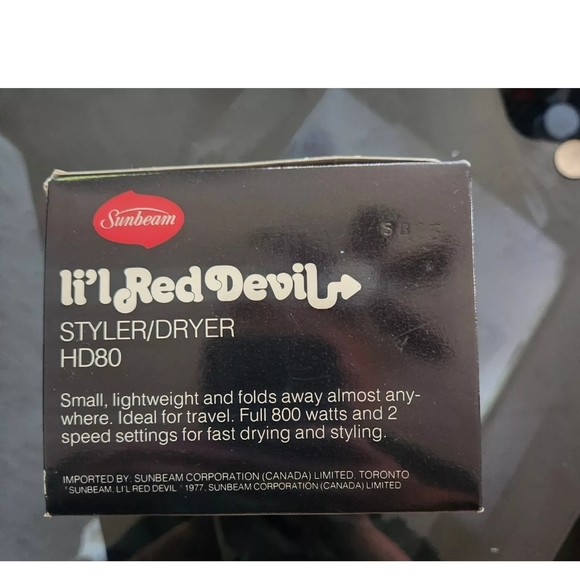 Sunbeam
li'l Red Devil
STYLER/DRYER
HD80
Small, lightweight and folds away almost any-
where. Ideal for travel. Full 800 watts and 2
speed settings for fast drying and styling.
IMPORTED BY: SUNBEAM CORPORATION (CANADA) LIMITED, TORONTO
"SUNBEAM, LI'L RED DEVIL" 1977, SUNBEAM CORPORATION (CANADA) LIMITED